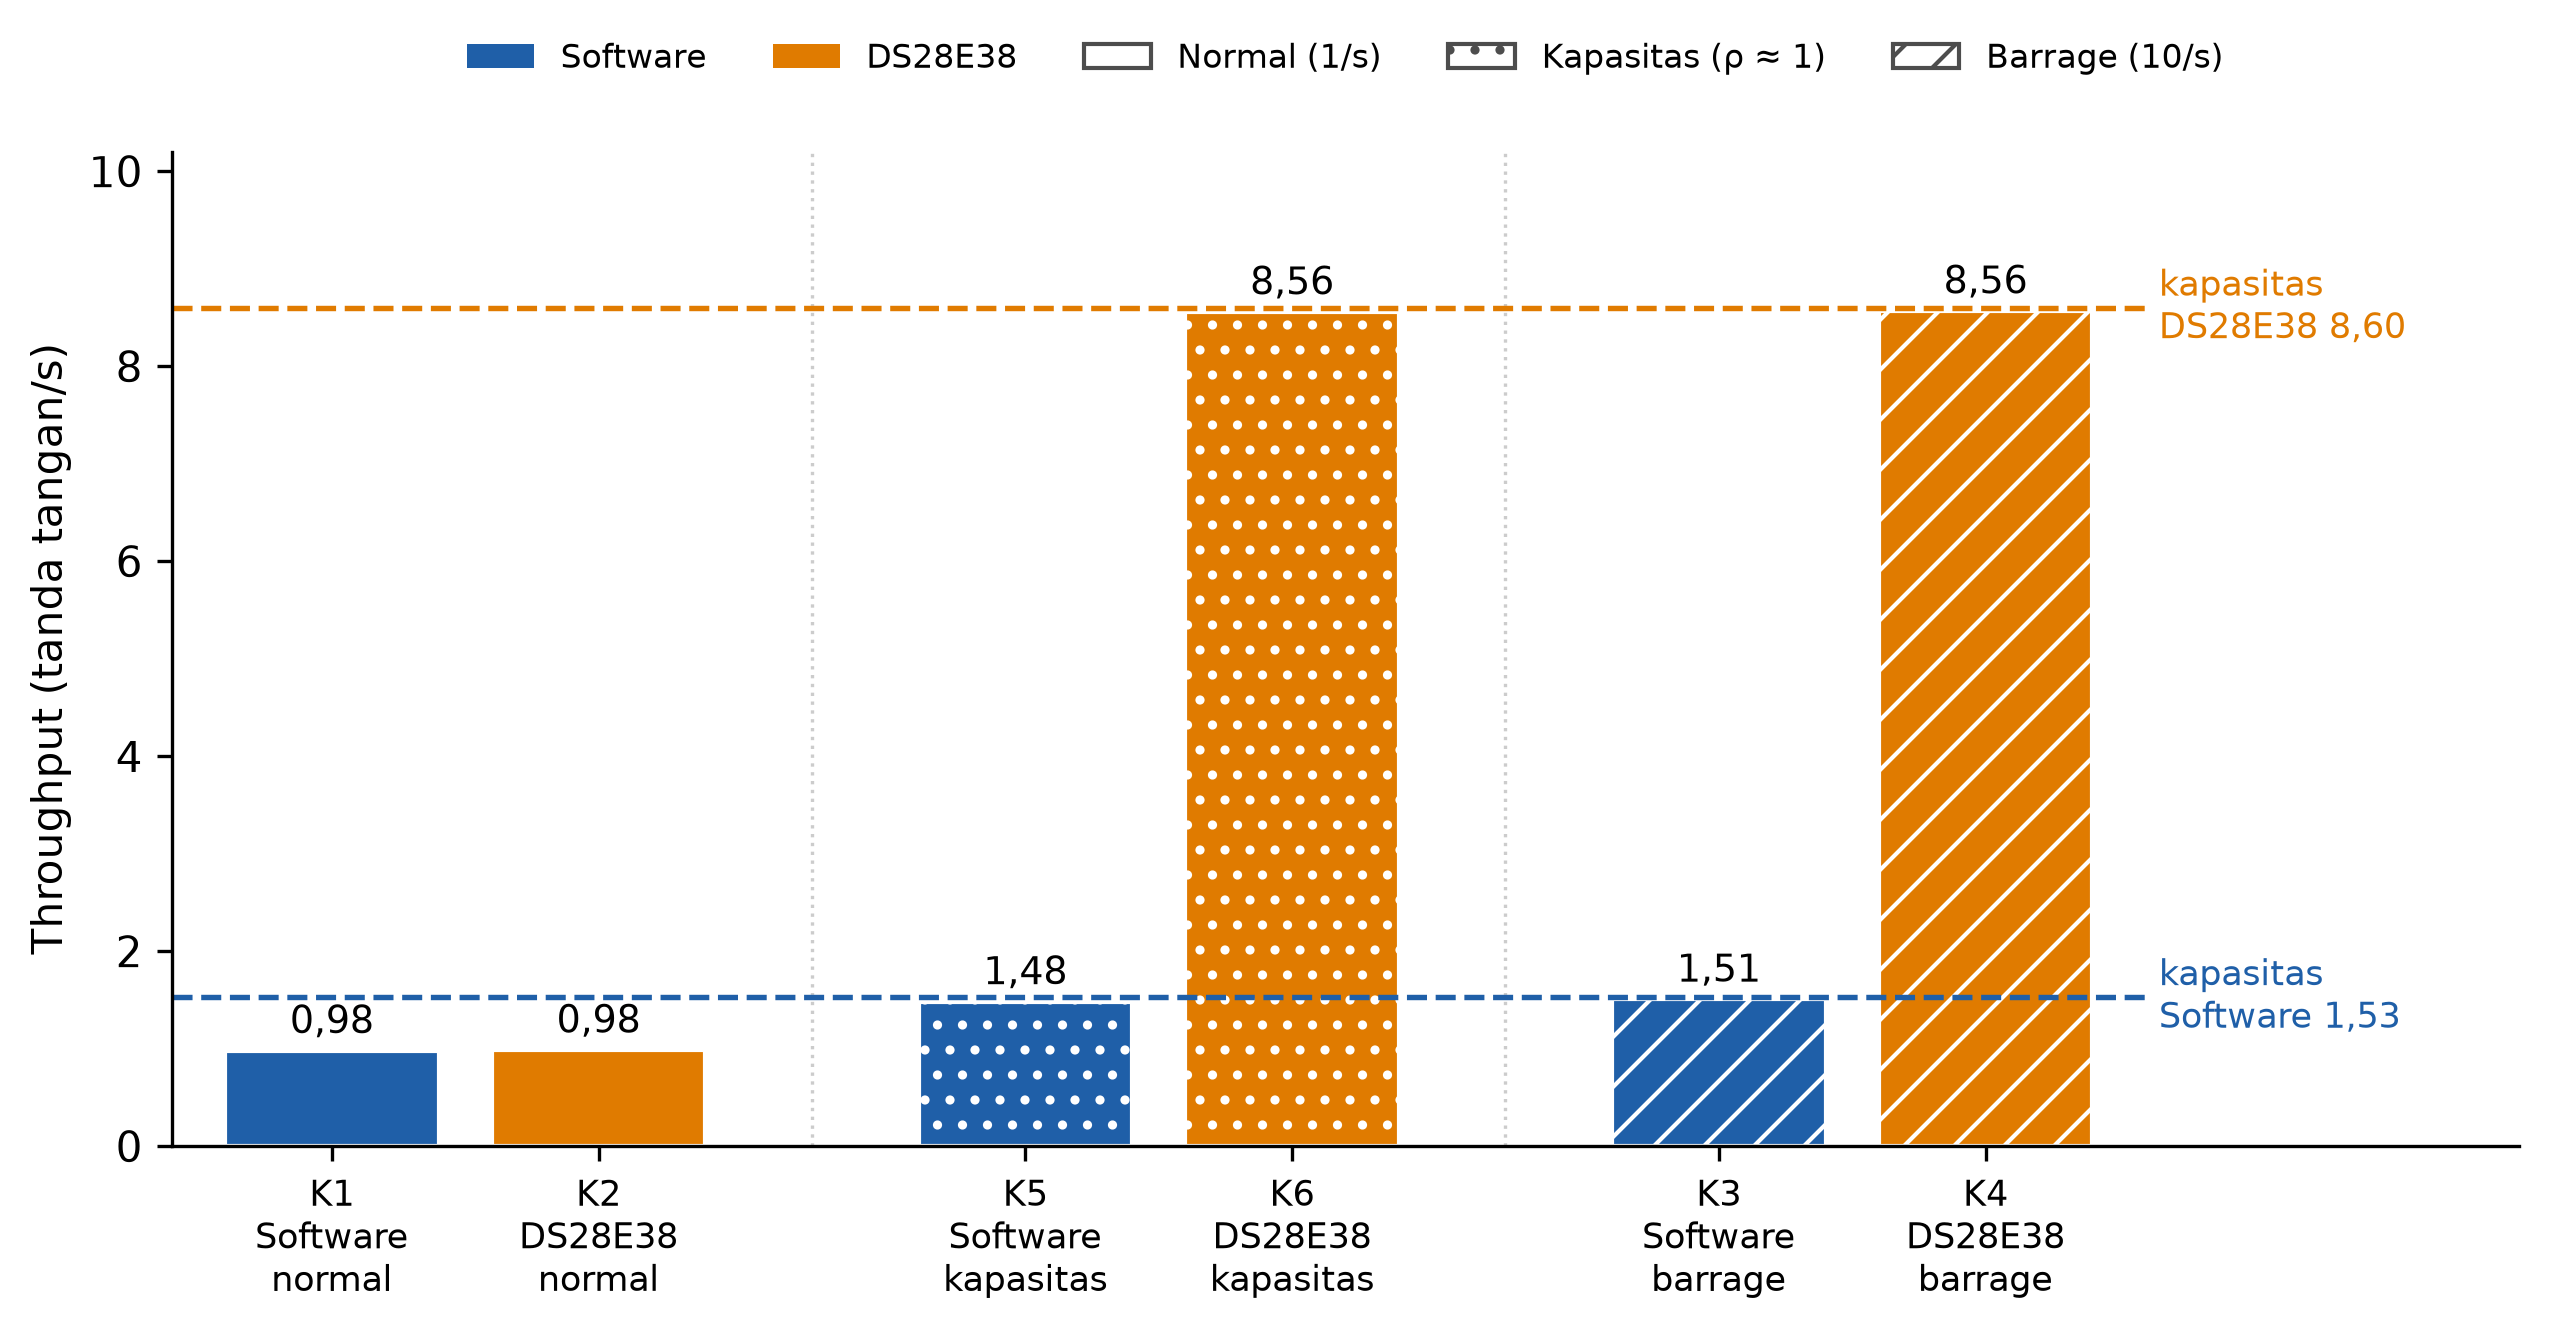 Software
DS28E38
Normal (1/s)
Kapasitas (ρ ≈ 1)
Barrage (10/s)
Throughput (tanda tangan/s)
10
8
6
4
2
0
0,98
0,98
1,48
8,56
1,51
8,56
kapasitas
DS28E38 8,60
kapasitas
Software 1,53
K1
Software
normal
K2
DS28E38
normal
K5
Software
kapasitas
K6
DS28E38
kapasitas
K3
Software
barrage
K4
DS28E38
barrage